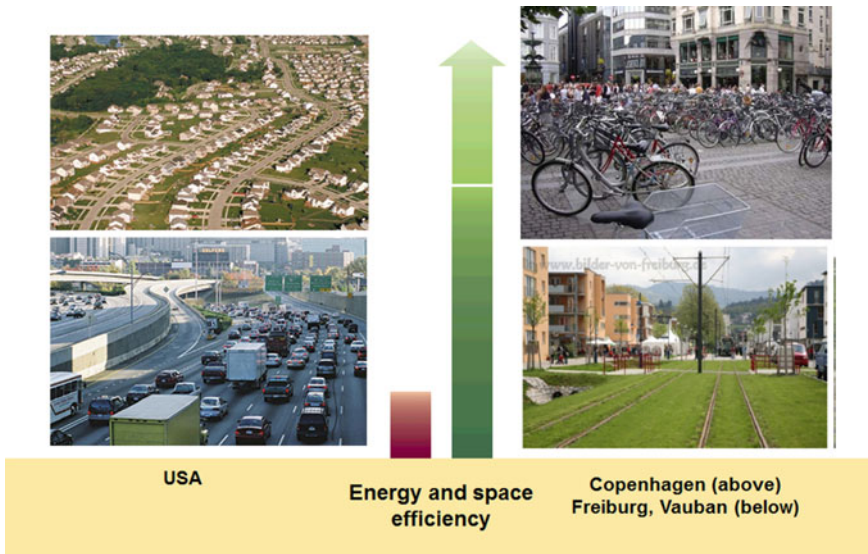 www.bilder-von-freiburg.de
USA
Energy and space
efficiency
Copenhagen (above)
Freiburg, Vauban (below)